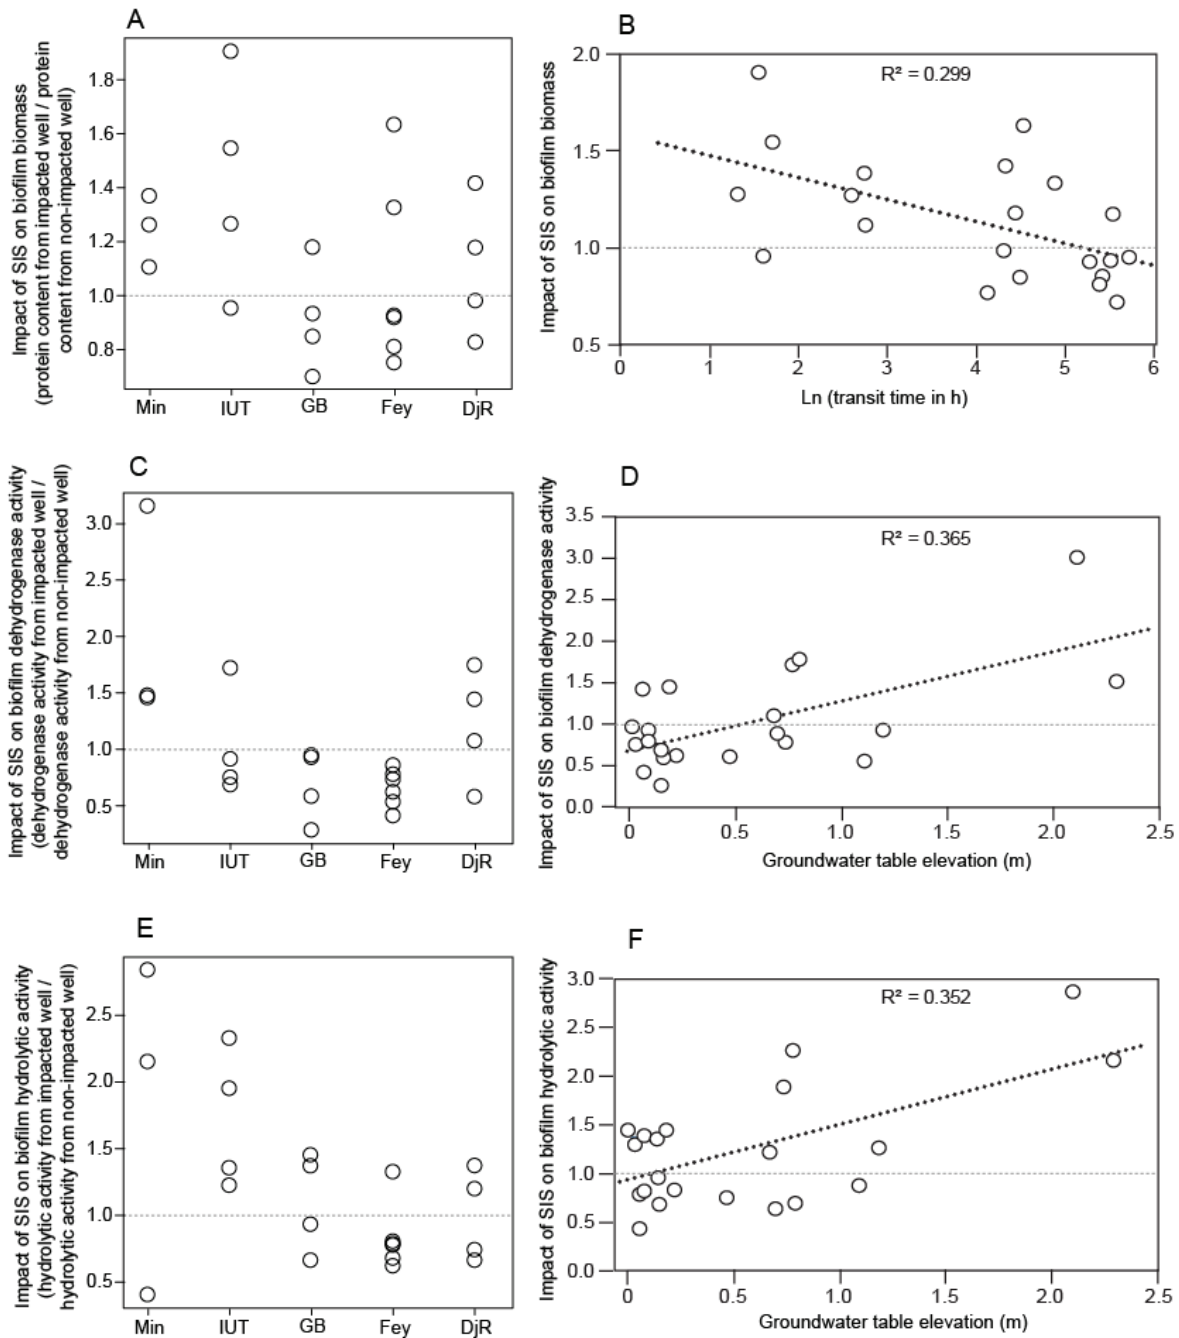 A
Impact of SIS on biofilm biomass
(protein content from impacted well / protein
content from non-impacted well)
1.8
1.6
1.4
1.2
1.0
0.8
Min IUT GB Fey DjR
B
Impact of SIS on biofilm biomass
2.0
1.5
1.0
0.5
R² = 0.299
0 1 2 3 4 5 6
Ln (transit time in h)
C
Impact of SIS on biofilm dehydrogenase activity
(dehydrogenase activity from impacted well /
dehydrogenase activity from non-impacted well)
3.0
2.5
2.0
1.5
1.0
0.5
Min IUT GB Fey DjR
D
Impact of SIS on biofilm dehydrogenase activity
3.5
3.0
2.5
2.0
1.5
1.0
0.5
0.0
R² = 0.365
0 0.5 1.0 1.5 2.0 2.5
Groundwater table elevation (m)
E
Impact of SIS on biofilm hydrolytic activity
(hydrolytic activity from impacted well /
hydrolytic activity from non-impacted well)
2.5
2.0
1.5
1.0
0.5
Min IUT GB Fey DjR
F
Impact of SIS on biofilm hydrolytic activity
3.0
2.5
2.0
1.5
1.0
0.5
0.0
R² = 0.352
0 0.5 1.0 1.5 2.0 2.5
Groundwater table elevation (m)